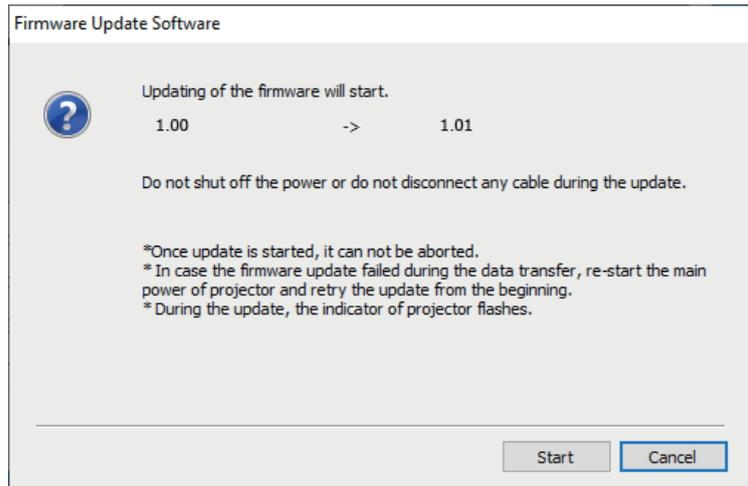 Firmware Update Software
Updating of the firmware will start.
1.00 -> 1.01
Do not shut off the power or do not disconnect any cable during the update.
*Once update is started, it can not be aborted.
* In case the firmware update failed during the data transfer, re-start the main
power of projector and retry the update from the beginning.
* During the update, the indicator of projector flashes.
Start Cancel